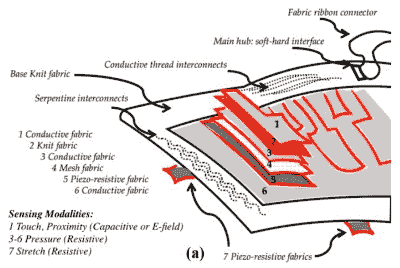 Fabric ribbon connector
Main hub: soft-hard interface
Conductive thread interconnects
Base Knit fabric
Serpentine interconnects
1 Conductive fabric
2 Knit fabric
3 Conductive fabric
4 Mesh fabric
5 Piezo-resistive fabric
6 Conductive fabric
1
2
3
4
5
6
Sensing Modalities:
1 Touch, Proximity (Capacitive or E-field)
3-6 Pressure (Resistive)
7 Stretch (Resistive)
(a)
7 Piezo-resistive fabrics